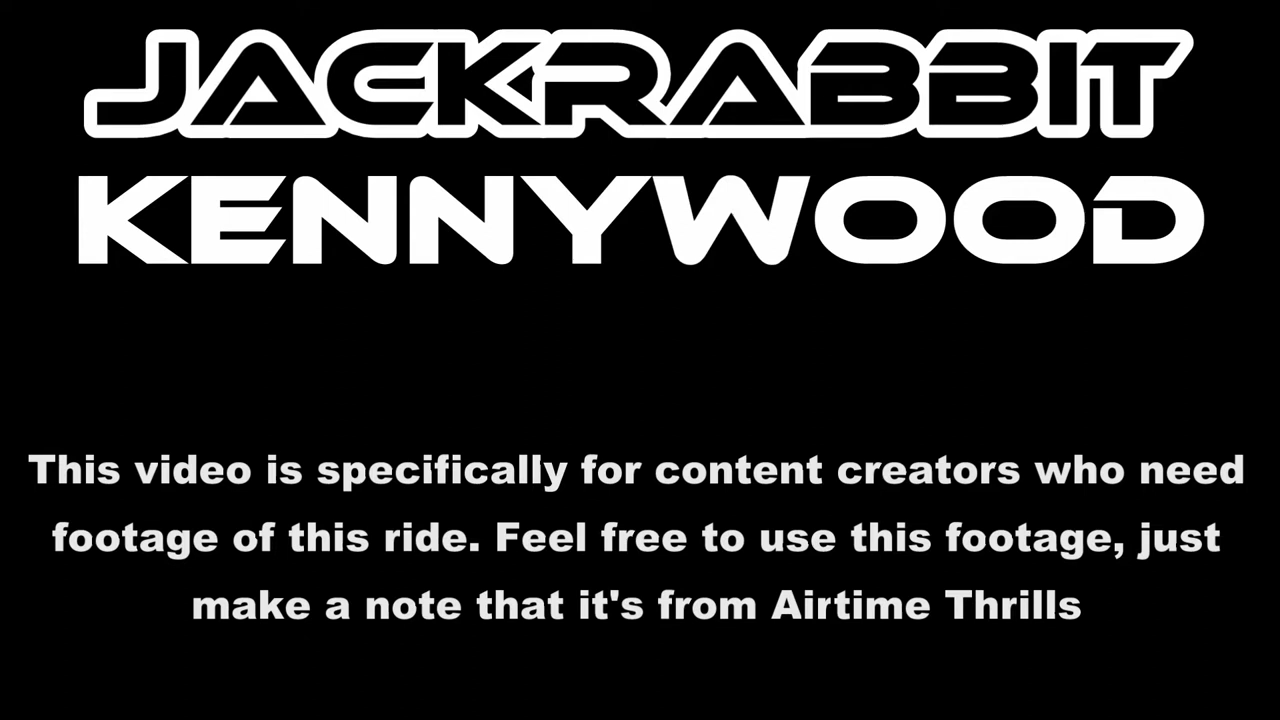 JACKRABBIT
KENNYWOOD
This video is specifically for content creators who need
footage of this ride. Feel free to use this footage, just
make a note that it's from Airtime Thrills